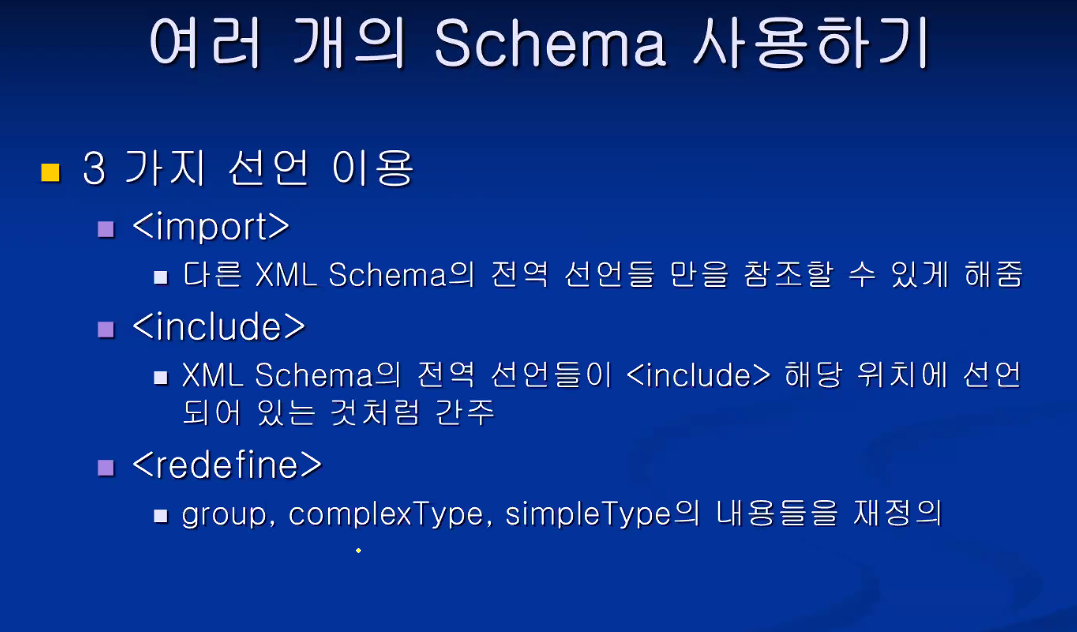 여러 개의 Schema 사용하기
3 가지 선언 이용
<import>
다른 XML Schema의 전역 선언들 만을 참조할 수 있게 해줌
<include>
XML Schema의 전역 선언들이 <include> 해당 위치에 선언
되어 있는 것처럼 간주
<redefine>
group, complexType, simpleType의 내용들을 재정의